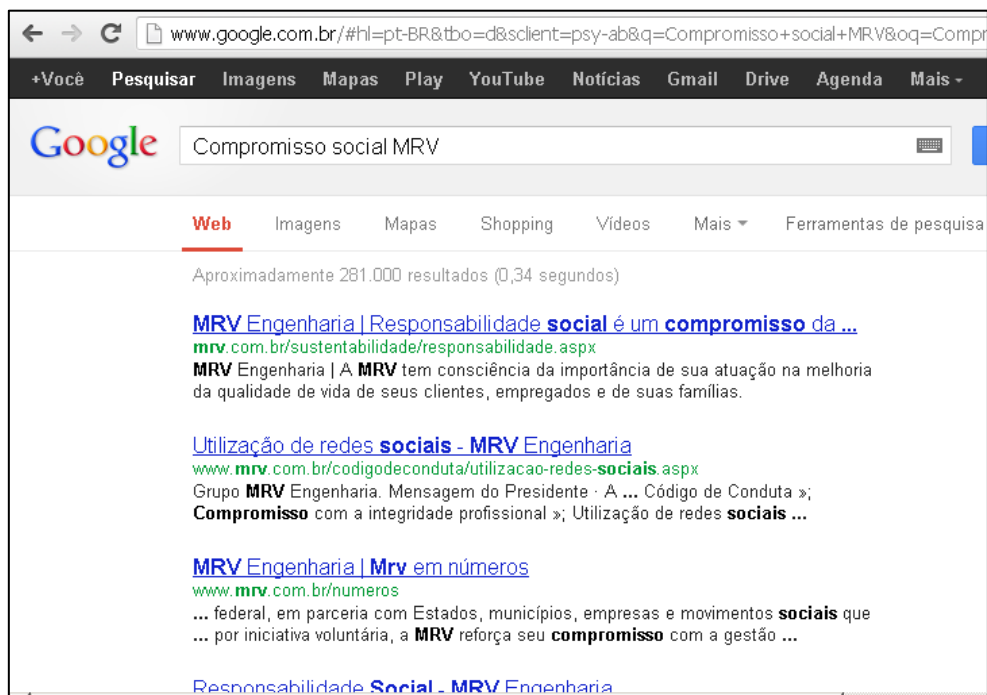 www.google.com.br/#hl=pt-BR&tbo=d&sclient=psy-ab&q=Compromisso+social+MRV&oq=Compr
+Você Pesquisar Imagens Mapas Play YouTube Notícias Gmail Drive Agenda Mais
Google Compromisso social MRV
Web Imagens Mapas Shopping Vídeos Mais Ferramentas de pesquisa
Aproximadamente 281.000 resultados (0,34 segundos)
MRV Engenharia | Responsabilidade social é um compromisso da ...
mrv.com.br/sustentabilidade/responsabilidade.aspx
MRV Engenharia | A MRV tem consciência da importância de sua atuação na melhoria
da qualidade de vida de seus clientes, empregados e de suas famílias.
Utilização de redes sociais - MRV Engenharia
www.mrv.com.br/codigodeconduta/utilizacao-redes-sociais.aspx
Grupo MRV Engenharia. Mensagem do Presidente · A ... Código de Conduta »;
Compromisso com a integridade profissional »; Utilização de redes sociais ...
MRV Engenharia | Mrv em números
www.mrv.com.br/numeros
... federal, em parceria com Estados, municípios, empresas e movimentos sociais que
... por iniciativa voluntária, a MRV reforça seu compromisso com a gestão ...
Responsabilidade Social - MRV Engenharia